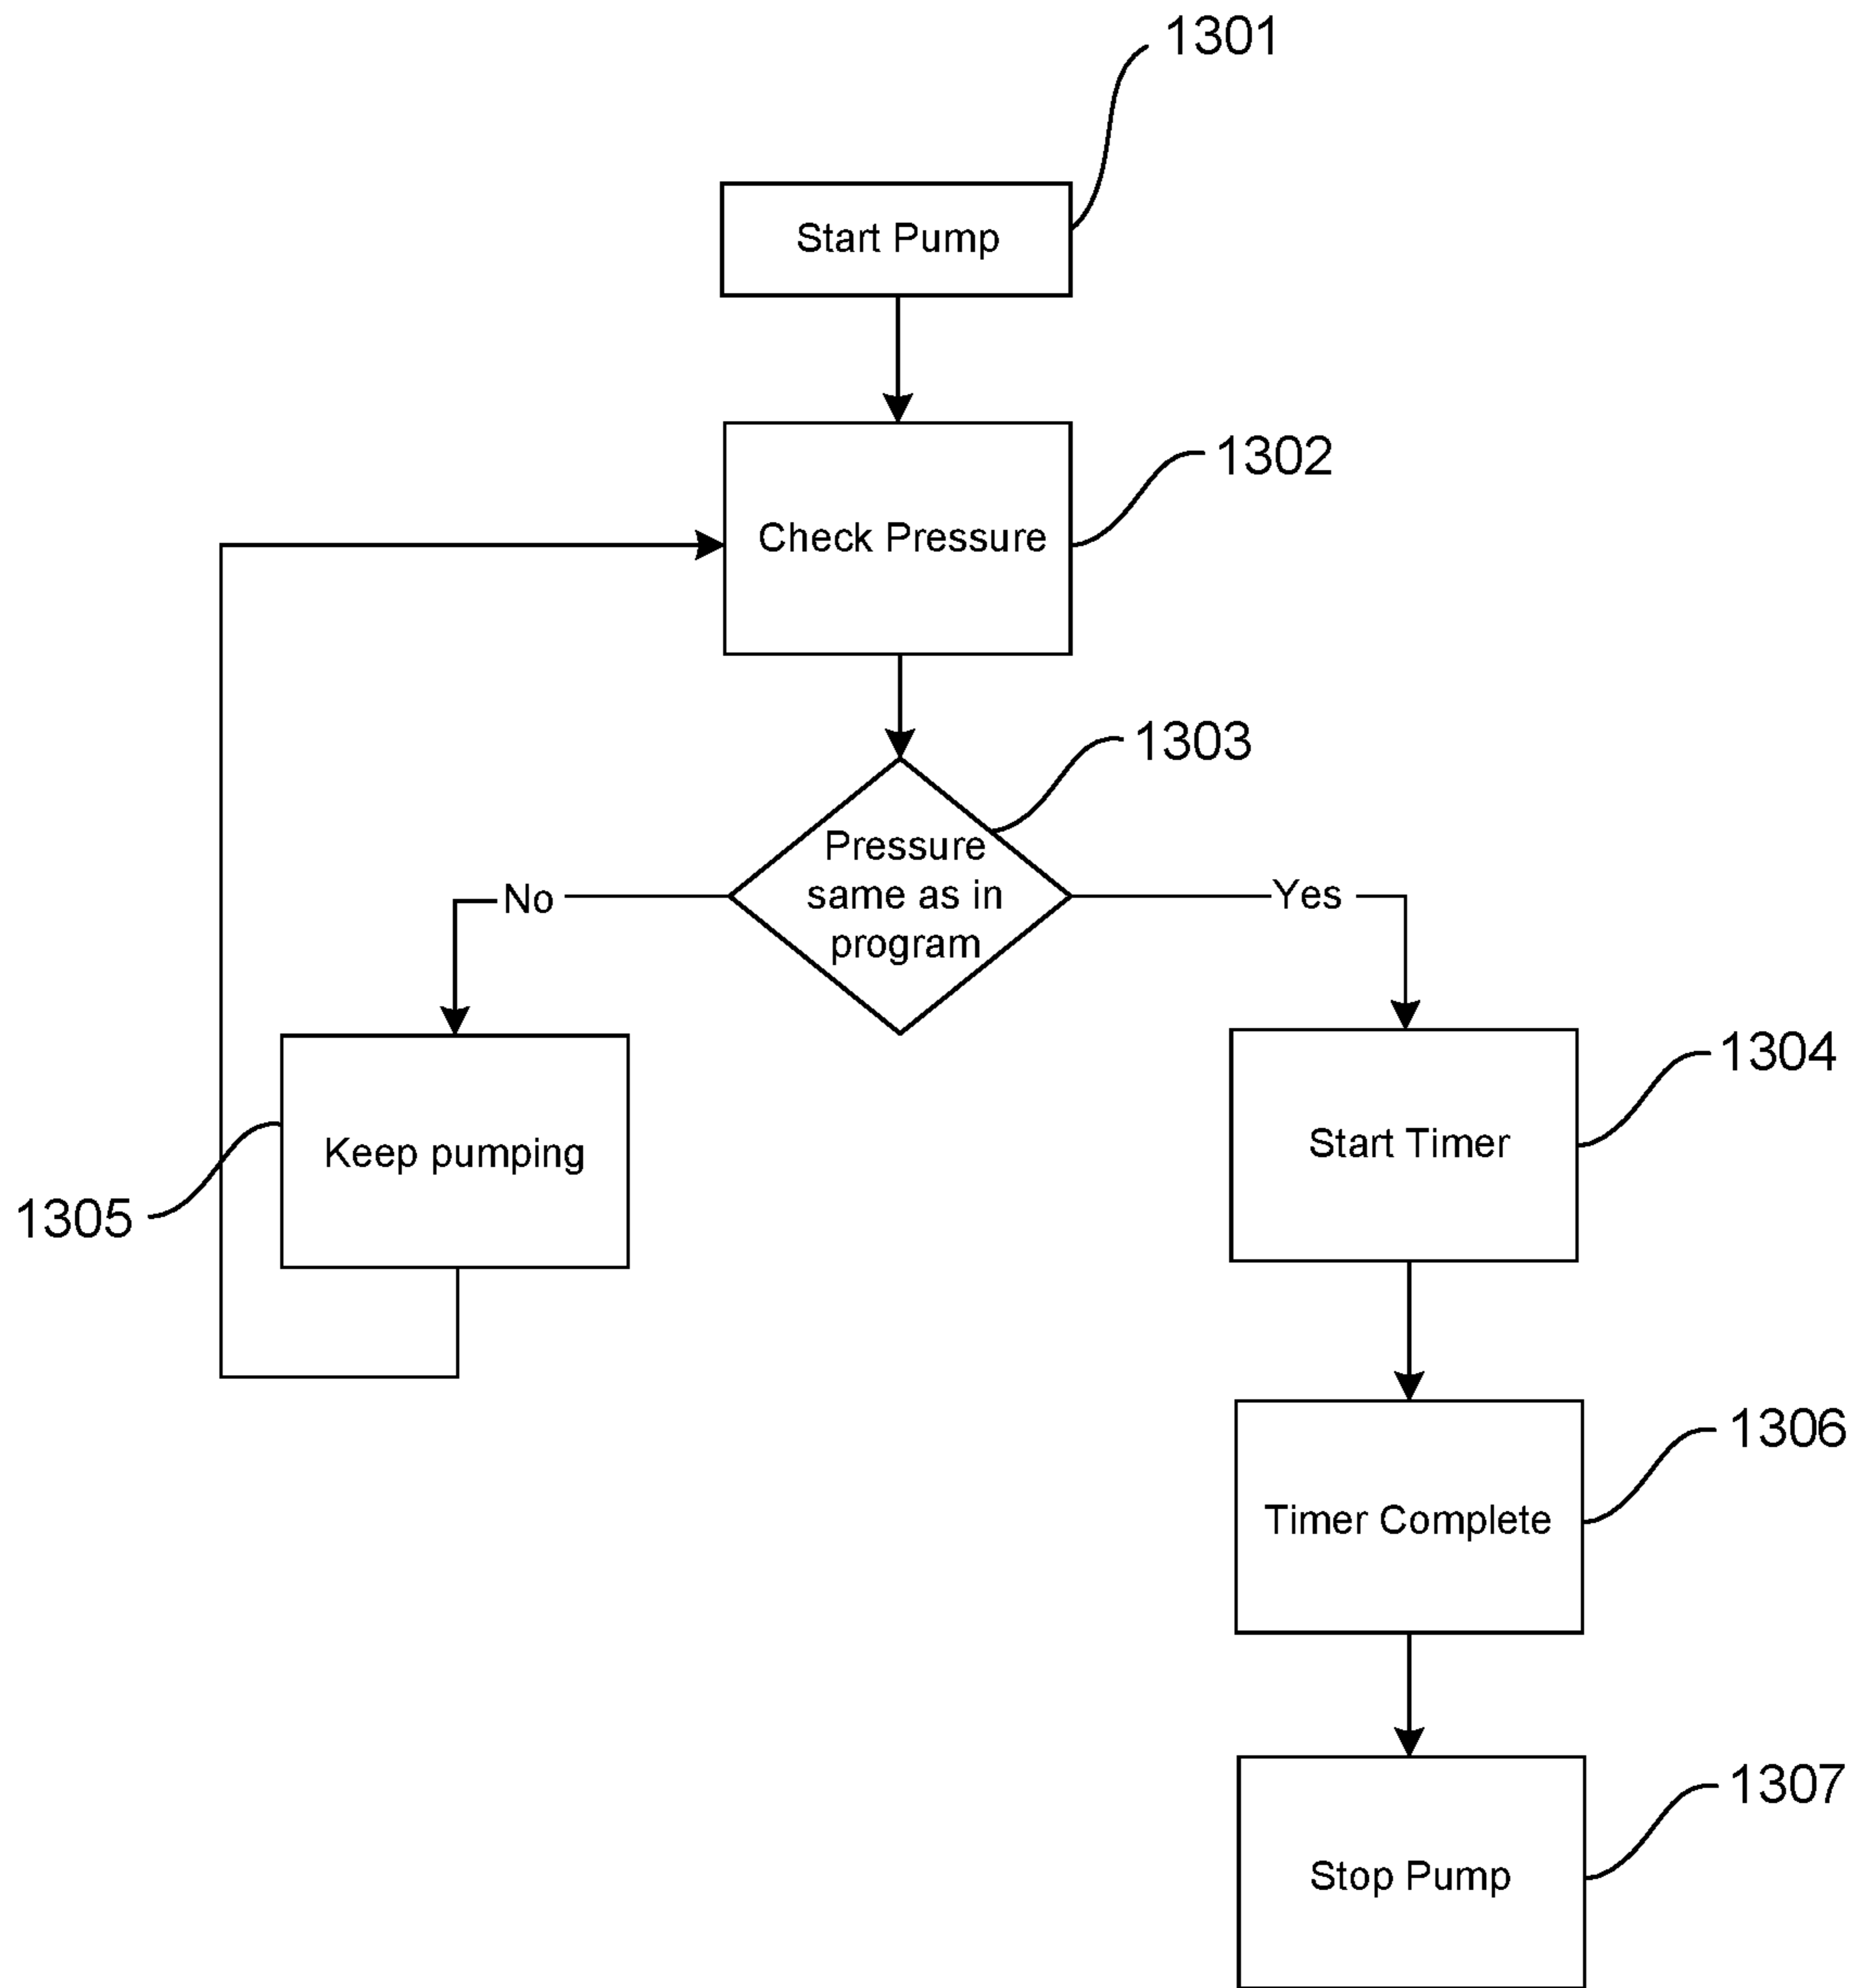 1301
Start Pump
1302
Check Pressure
1303
Pressure
same as in
program
No
Yes
1304
Start Timer
Keep pumping
1305
1306
Timer Complete
1307
Stop Pump